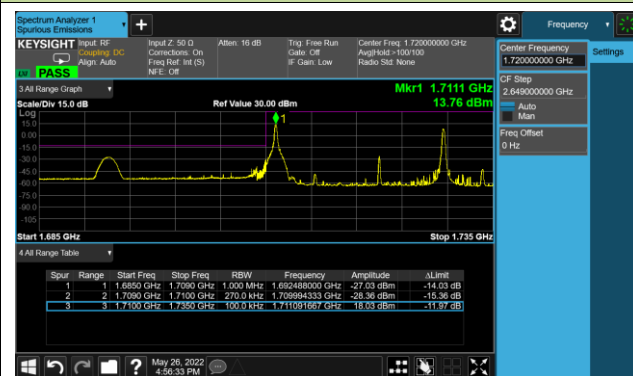 Spectrum Analyzer 1
Spurious Emissions
Frequency
KEYSIGHT
Input: RF
Coupling: DC
Align: Auto
Input Z: 50 Ω
Corrections: On
Freq Ref: Int (S)
NFE: Off
Atten: 16 dB
Trig: Free Run
Gate: Off
IF Gain: Low
Center Freq: 1.720000000 GHz
Avg|Hold:>100/100
Radio Std: None
PASS
Center Frequency
1.720000000 GHz
Settings
CF Step
2.649000000 GHz
Auto
Man
Freq Offset
0 Hz
3 All Range Graph
Mkr1 1.7111 GHz
Scale/Div 15.0 dB
Ref Value 30.00 dBm
13.76 dBm
Log
15.0
0.00
-15.0
-30.0
-45.0
-60.0
-75.0
-90.0
-105
1
Start 1.685 GHz
Stop 1.735 GHz
4 All Range Table
Spur Range Start Freq Stop Freq RBW Frequency Amplitude ΔLimit
1 1 1.6850 GHz 1.7090 GHz 1.000 MHz 1.692488000 GHz -27.03 dBm -14.03 dB
2 2 1.7090 GHz 1.7100 GHz 270.0 kHz 1.709994333 GHz -28.36 dBm -15.36 dB
3 3 1.7100 GHz 1.7350 GHz 100.0 kHz 1.711091667 GHz 18.03 dBm -11.97 dB
?
May 26, 2022
4:56:33 PM